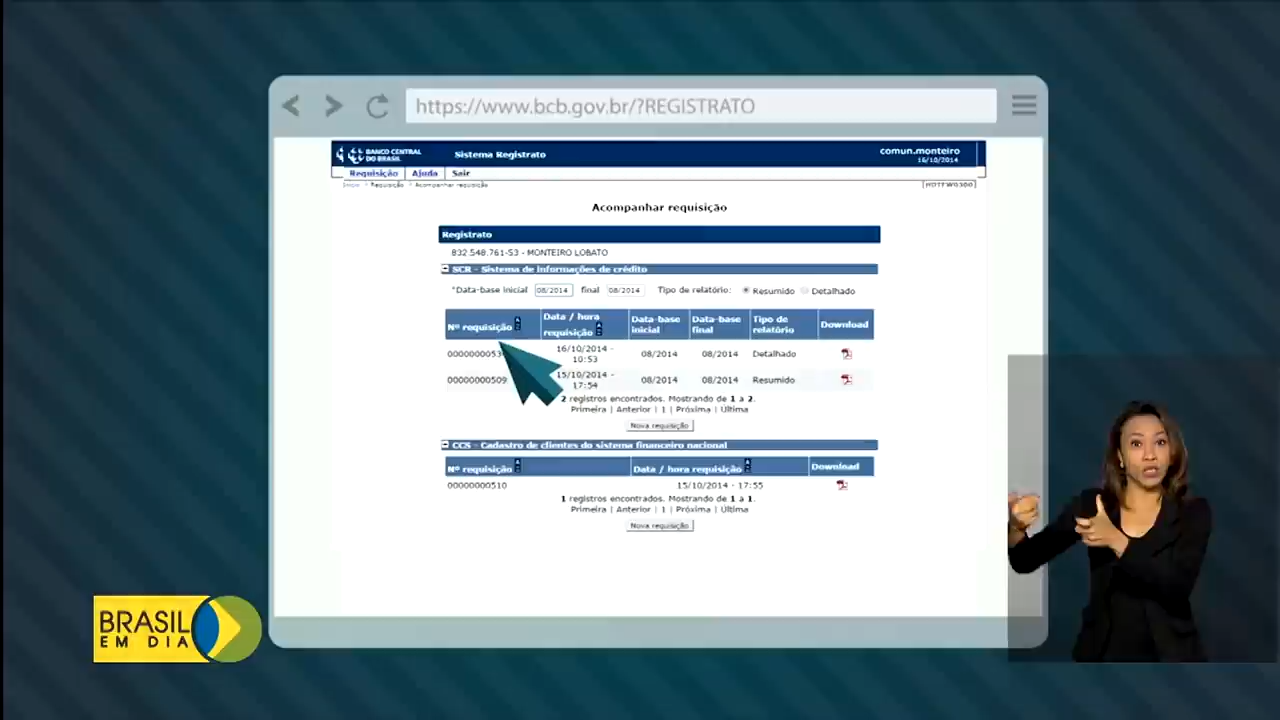 https://www.bcb.gov.br/?REGISTRATO
BANCO CENTRAL
DO BRASIL
Sistema Registrato
comun.monteiro
16/10/2014
Requisição Ajuda Sair
Início Requisição Acompanhar requisição
Acompanhar requisição
Registrato
832.548.761-53 - MONTEIRO LOBATO
SCR - Sistema de informações de crédito
*Data-base inicial 08/2014 final 08/2014 Tipo de relatório: Resumido Detalhado
Nº requisição Data / hora requisição Data-base inicial Data-base final Tipo de relatório Download
16/10/2014 - 10:53 08/2014 08/2014 Detalhado
00000000509 15/10/2014 - 17:54 08/2014 08/2014 Resumido
2 registros encontrados. Mostrando de 1 a 2.
Primeira | Anterior | 1 | Próxima | Última
Nova requisição
CCS - Cadastro de clientes do sistema financeiro nacional
Nº requisição Data / hora requisição Download
00000000510 15/10/2014 - 17:55
1 registros encontrados. Mostrando de 1 a 1.
Primeira | Anterior | 1 | Próxima | Última
Nova requisição
BRASIL
EM DIA